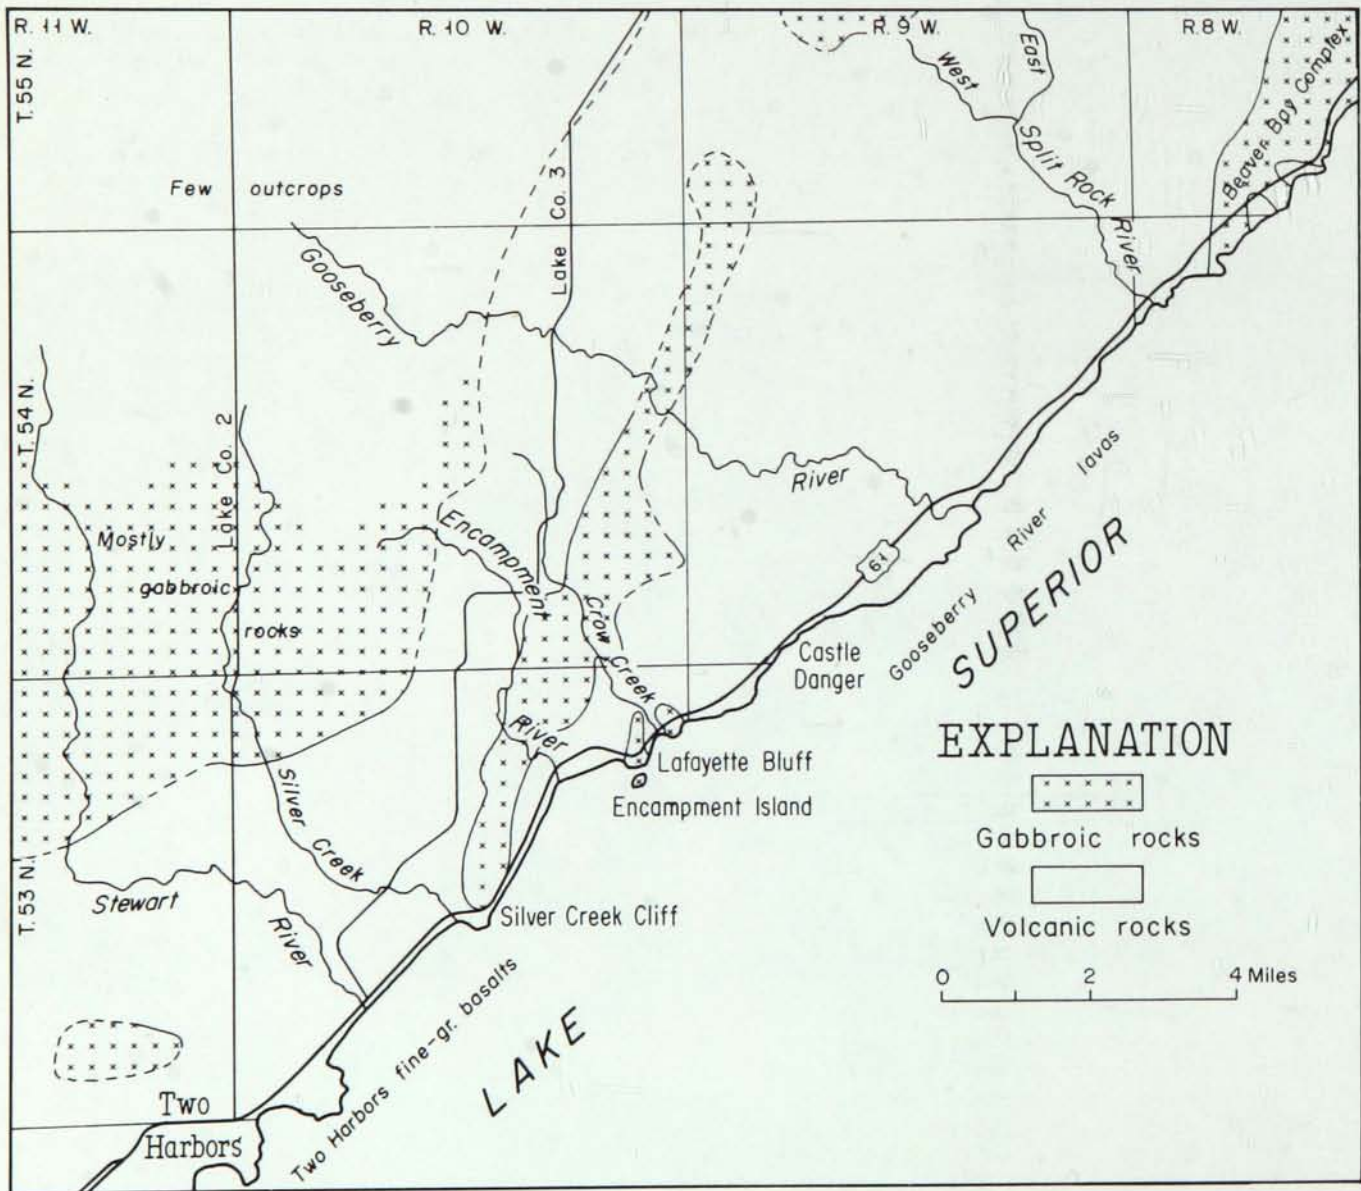 R. 11 W.
R. 10 W.
R. 9 W.
R. 8 W.
T. 55 N.
T. 54 N.
T. 53 N.
West
East
Split Rock River
Beaver Bay Complex
Few outcrops
Lake Co. 3
Gooseberry
River
Lake Co. 2
Mostly
gabbroic
rocks
Encampment
River
Crow Creek
61
Gooseberry River lavas
Castle
Danger
SUPERIOR
Lafayette Bluff
Encampment Island
Silver Creek
Silver Creek Cliff
Stewart
River
Two Harbors fine-gr. basalts
LAKE
Two
Harbors
EXPLANATION
Gabbroic rocks
Volcanic rocks
0 2 4 Miles